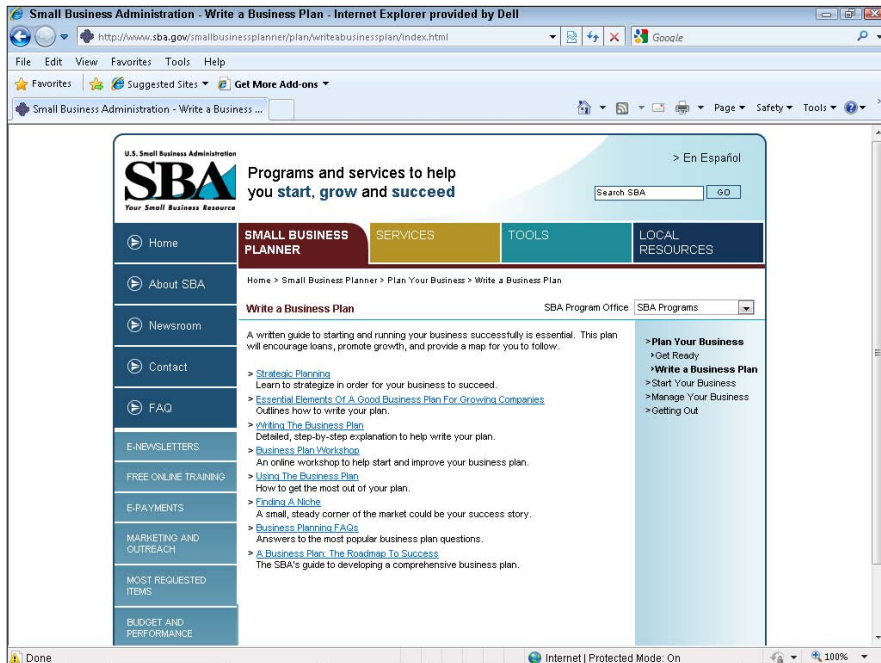 Small Business Administration - Write a Business Plan - Internet Explorer provided by Dell
http://www.sba.gov/smallbusinessplanner/plan/writeabusinessplan/index.html
Google
File Edit View Favorites Tools Help
Favorites Suggested Sites Get More Add-ons
Small Business Administration - Write a Busin... Page Safety Tools
U.S. Small Business Administration
SBA
Your Small Business Resource
Programs and services to help
you start, grow and succeed
> En Español
Search SBA GO
Home
About SBA
Newsroom
Contact
FAQ
E-NEWSLETTERS
FREE ONLINE TRAINING
E-PAYMENTS
MARKETING AND
OUTREACH
MOST REQUESTED
ITEMS
BUDGET AND
PERFORMANCE
SMALL BUSINESS
PLANNER
SERVICES
TOOLS
LOCAL
RESOURCES
Home > Small Business Planner > Plan Your Business > Write a Business Plan
Write a Business Plan
SBA Program Office SBA Programs
A written guide to starting and running your business successfully is essential. This plan
will encourage loans, promote growth, and provide a map for you to follow.
> Strategic Planning
Learn to strategize in order for your business to succeed.
> Essential Elements Of A Good Business Plan For Growing Companies
Outlines how to write your plan.
> Writing The Business Plan
Detailed, step-by-step explanation to help write your plan.
> Business Plan Workshop
An online workshop to help start and improve your business plan.
> Using The Business Plan
How to get the most out of your plan.
> Finding A Niche
A small, steady corner of the market could be your success story.
> Business Planning FAQs
Answers to the most popular business plan questions.
> A Business Plan: The Roadmap To Success
The SBA's guide to developing a comprehensive business plan.
>Plan Your Business
Get Ready
Write a Business Plan
>Start Your Business
>Manage Your Business
>Getting Out
Done Internet | Protected Mode: On 100%